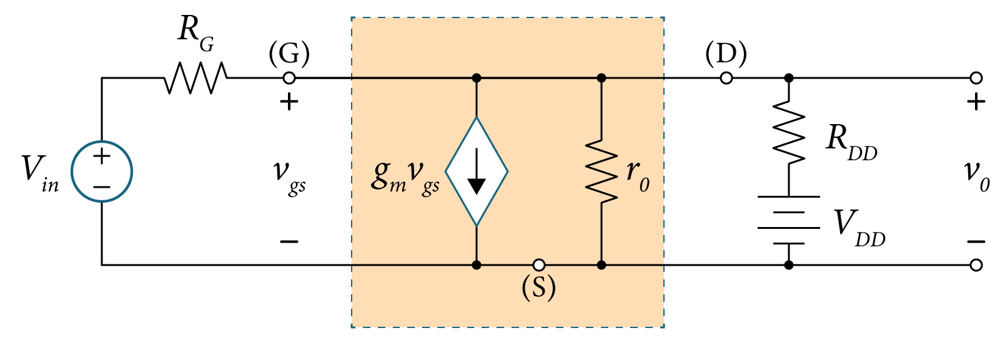 R_G
(G)
(D)
+
+
R_DD
+
−
V_in
v_gs
g_m v_gs
r_0
v_0
V_DD
−
−
(S)